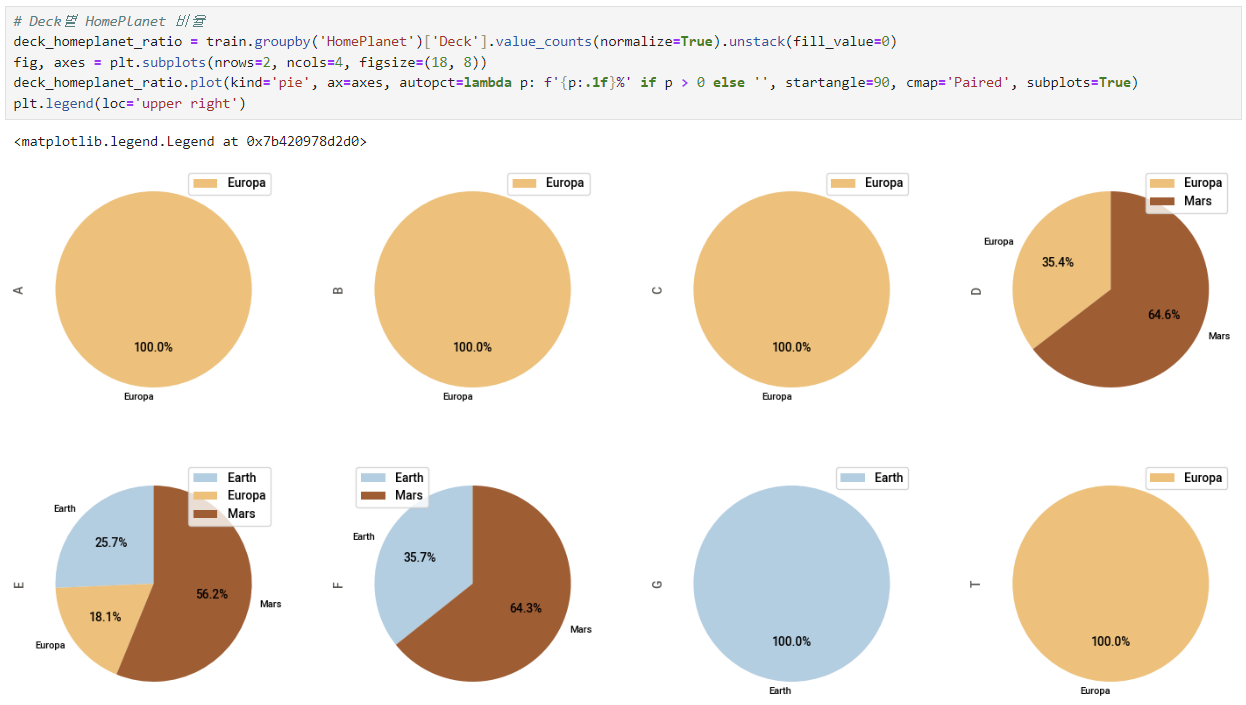 # Deck별 HomePlanet 비율
deck_homeplanet_ratio = train.groupby('HomePlanet')['Deck'].value_counts(normalize=True).unstack(fill_value=0)
fig, axes = plt.subplots(nrows=2, ncols=4, figsize=(18, 8))
deck_homeplanet_ratio.plot(kind='pie', ax=axes, autopct=lambda p: f'{p:.1f}%' if p > 0 else '', startangle=90, cmap='Paired', subplots=True)
plt.legend(loc='upper right')
<matplotlib.legend.Legend at 0x7b420978d2d0>
Europa
A
100.0%
Europa
Europa
B
100.0%
Europa
Europa
C
100.0%
Europa
Europa
Mars
Europa
35.4%
D
64.6%
Mars
Earth
Europa
Mars
Earth
25.7%
E
56.2%
Mars
18.1%
Europa
Earth
Mars
Earth
35.7%
F
64.3%
Mars
Earth
G
100.0%
Earth
Europa
T
100.0%
Europa